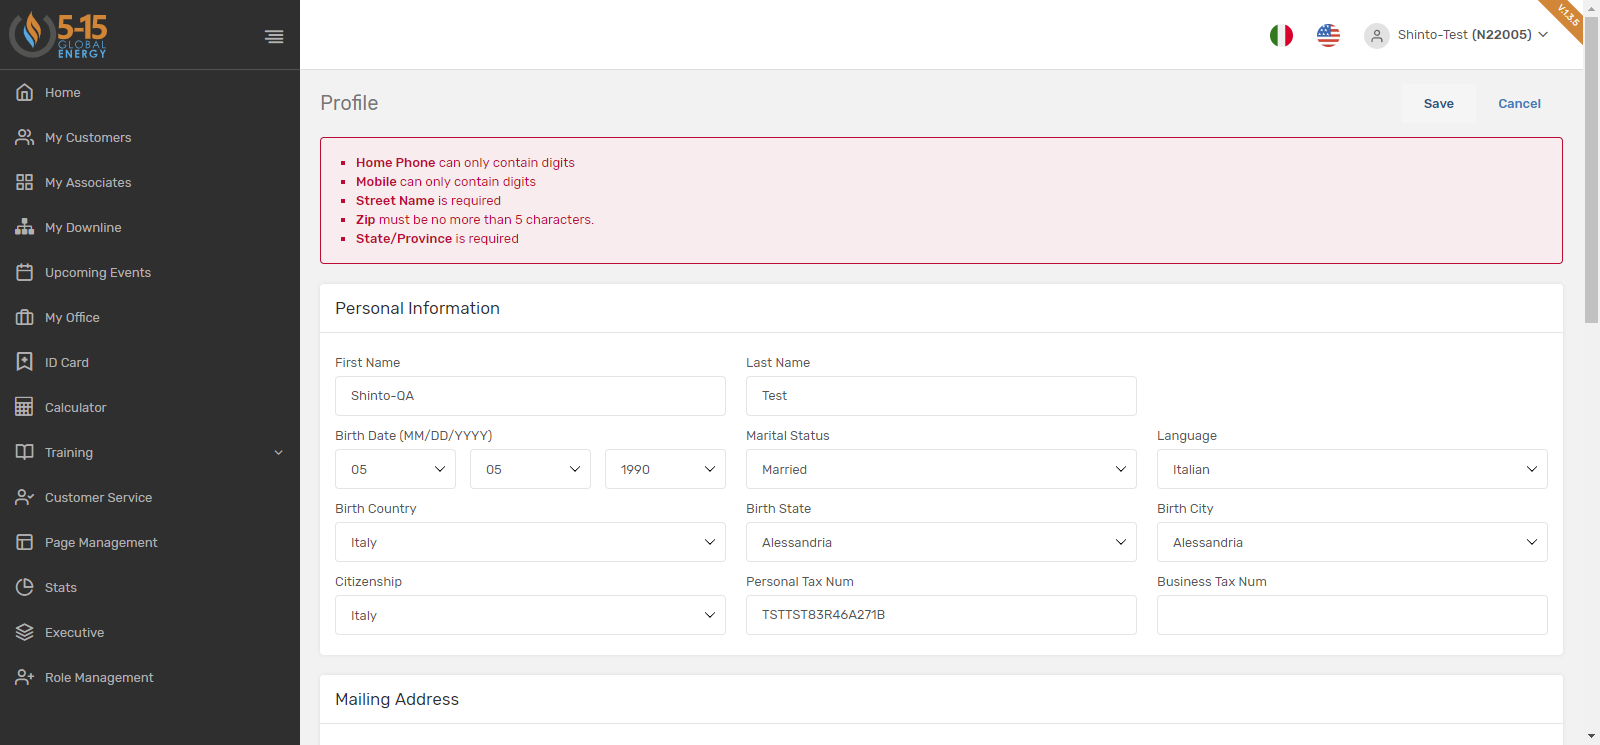 5-15
GLOBAL
ENERGY
Home
My Customers
My Associates
My Downline
Upcoming Events
My Office
ID Card
Calculator
Training
Customer Service
Page Management
Stats
Executive
Role Management
Shinto-Test (N22005)
V.1.3.5
Profile
Save
Cancel
Home Phone can only contain digits
Mobile can only contain digits
Street Name is required
Zip must be no more than 5 characters.
State/Province is required
Personal Information
First Name
Last Name
Shinto-QA
Test
Birth Date (MM/DD/YYYY)
Marital Status
Language
05
05
1990
Married
Italian
Birth Country
Birth State
Birth City
Italy
Alessandria
Alessandria
Citizenship
Personal Tax Num
Business Tax Num
Italy
TSTTST83R46A271B
Mailing Address